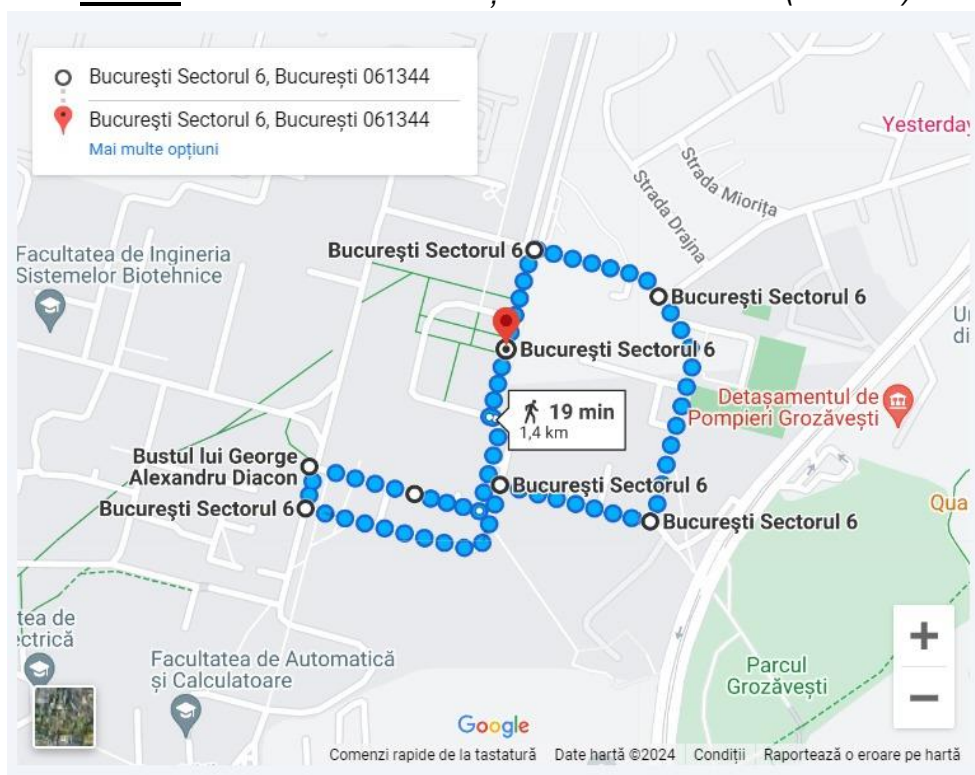 București Sectorul 6, București 061344
București Sectorul 6, București 061344
Mai multe opțiuni
Yesterday
Strada Miorița
Strada Drajna
Facultatea de Ingineria
Sistemelor Biotehnice
București Sectorul 6
București Sectorul 6
București Sectorul 6
Detașamentul de
Pompieri Grozăvești
19 min
1,4 km
Bustul lui George
Alexandru Diacon
București Sectorul 6
București Sectorul 6
București Sectorul 6
Qua
tea de
ectrică
Facultatea de Automatică
și Calculatoare
Parcul
Grozăvești
Google
Comenzi rapide de la tastatură Date hartă ©2024 Condiții Raportează o eroare pe hartă